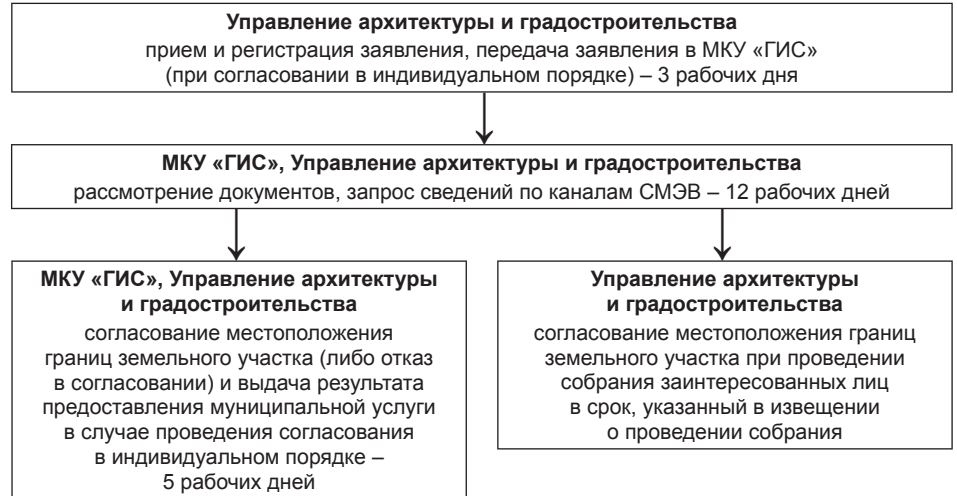 Управление архитектуры и градостроительства
прием и регистрация заявления, передача заявления в МКУ «ГИС»
(при согласовании в индивидуальном порядке) – 3 рабочих дня
МКУ «ГИС», Управление архитектуры и градостроительства
рассмотрение документов, запрос сведений по каналам СМЭВ – 12 рабочих дней
МКУ «ГИС», Управление архитектуры
и градостроительства
согласование местоположения
границ земельного участка (либо отказ
в согласовании) и выдача результата
предоставления муниципальной услуги
в случае проведения согласования
в индивидуальном порядке –
5 рабочих дней
Управление архитектуры
и градостроительства
согласование местоположения границ
земельного участка при проведении
собрания заинтересованных лиц
в срок, указанный в извещении
о проведении собрания